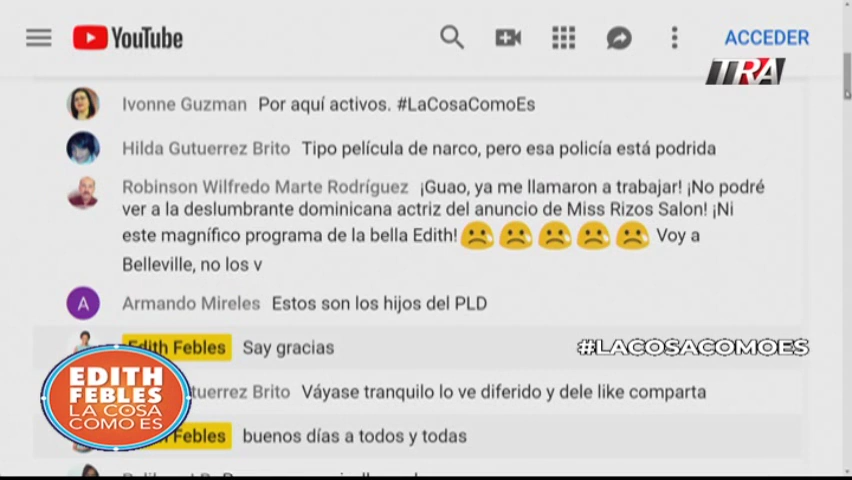 YouTube
ACCEDER
TRA
Ivonne Guzman Por aquí activos. #LaCosaComoEs
Hilda Gutuerrez Brito Tipo película de narco, pero esa policía está podrida
Robinson Wilfredo Marte Rodríguez ¡Guao, ya me llamaron a trabajar! ¡No podré
ver a la deslumbrante dominicana actriz del anuncio de Miss Rizos Salon! ¡Ni
este magnífico programa de la bella Edith! Voy a
Belleville, no los v
A Armando Mireles Estos son los hijos del PLD
Edith Febles Say gracias
#LACOSACOMOES
Gutuerrez Brito Váyase tranquilo lo ve diferido y dele like comparta
Febles buenos días a todos y todas
EDITH
FEBLES
LA COSA
COMO ES